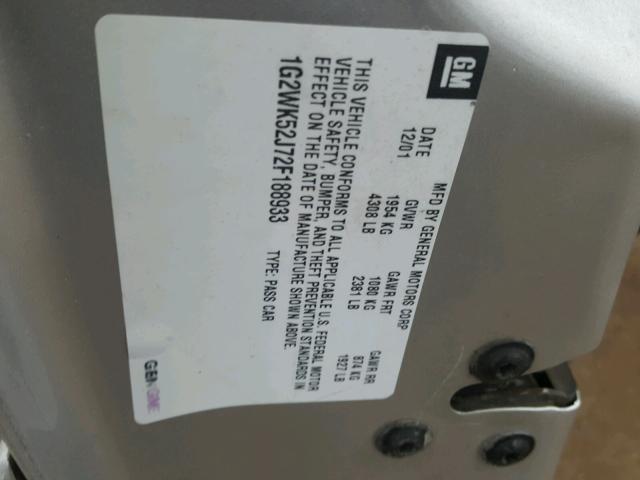 GM
MFD BY GENERAL MOTORS CORP
DATE GVWR GAWR FRT GAWR RR
12/01 1954 KG 1080 KG 874 KG
4308 LB 2381 LB 1927 LB
THIS VEHICLE CONFORMS TO ALL APPLICABLE U.S. FEDERAL MOTOR
VEHICLE SAFETY, BUMPER, AND THEFT PREVENTION STANDARDS IN
EFFECT ON THE DATE OF MANUFACTURE SHOWN ABOVE.
1G2WK52J72F188933 TYPE: PASS CAR